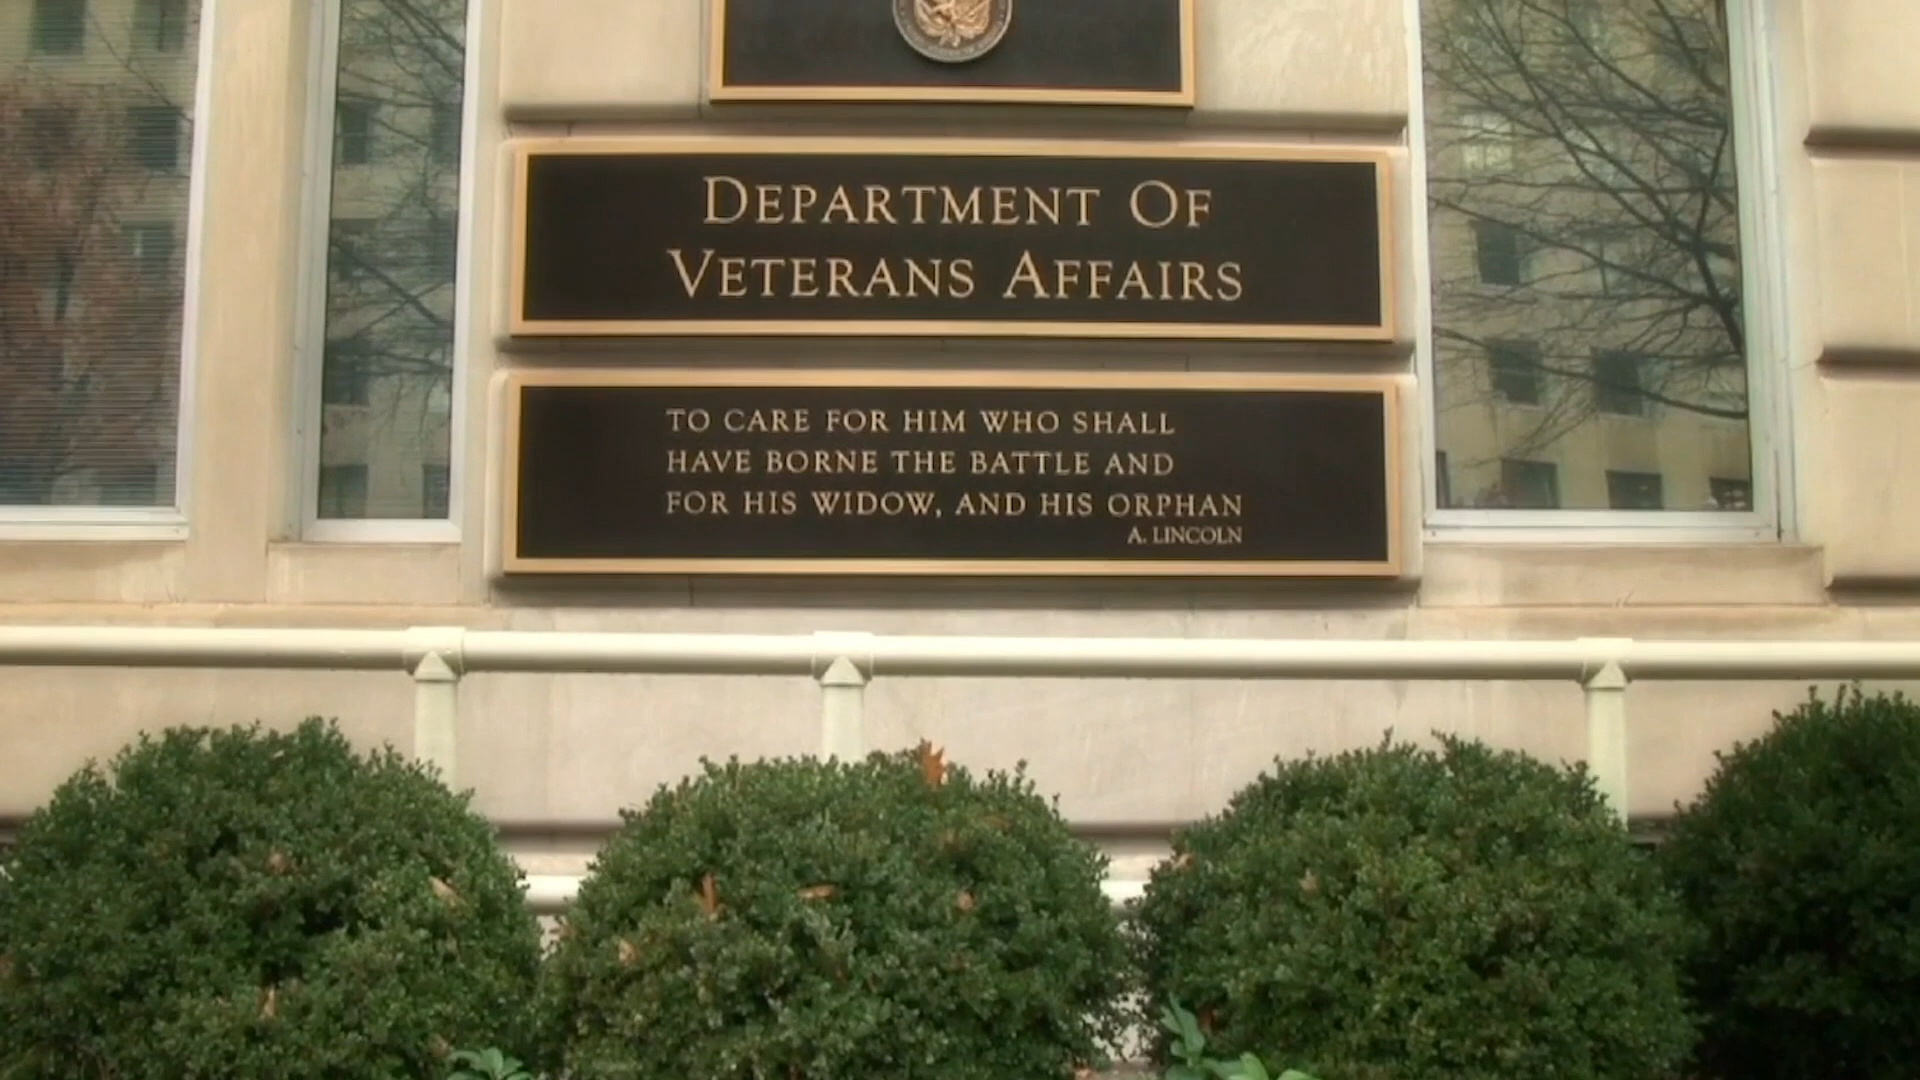 DEPARTMENT OF
VETERANS AFFAIRS
TO CARE FOR HIM WHO SHALL
HAVE BORNE THE BATTLE AND
FOR HIS WIDOW, AND HIS ORPHAN
A. LINCOLN